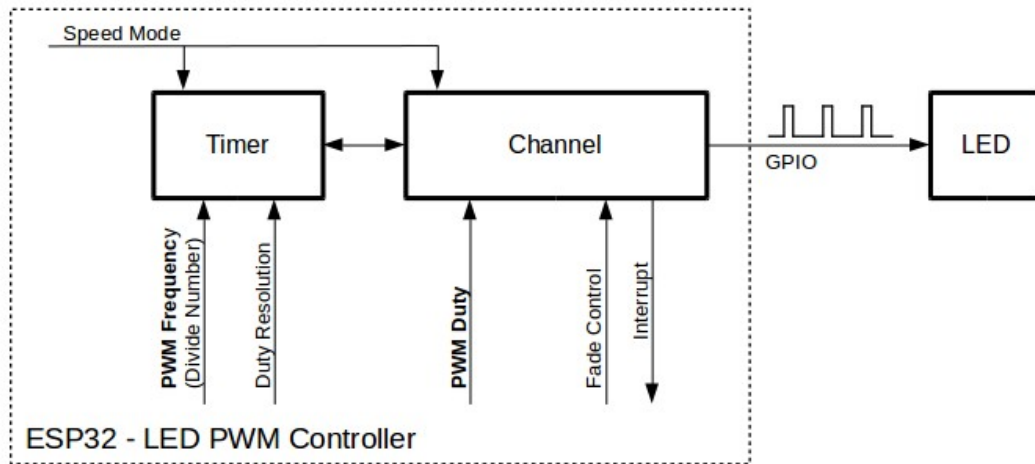 Speed Mode
Timer
Channel
GPIO
LED
PWM Frequency
(Divide Number)
Duty Resolution
PWM Duty
Fade Control
Interrupt
ESP32 - LED PWM Controller